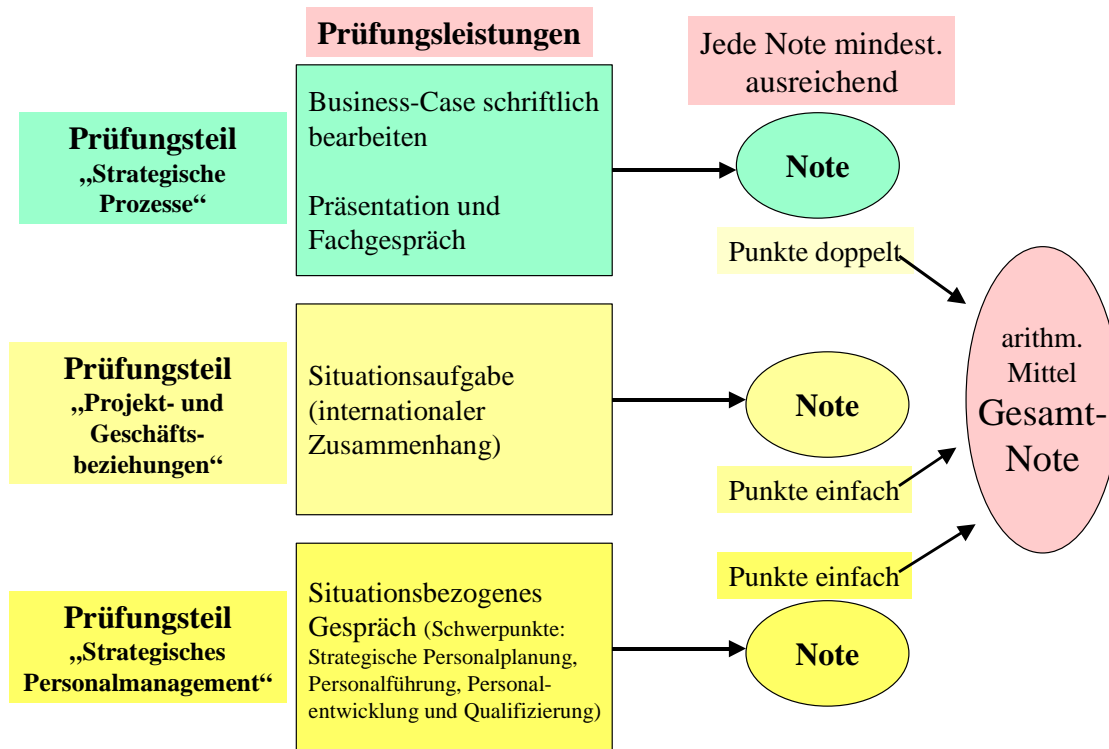 Prüfungsleistungen
Jede Note mindest.
ausreichend
Prüfungsteil
„Strategische
Prozesse“
Business-Case schriftlich
bearbeiten
Präsentation und
Fachgespräch
Note
Punkte doppelt
Prüfungsteil
„Projekt- und
Geschäfts-
beziehungen“
Situationsaufgabe
(internationaler
Zusammenhang)
Note
Punkte einfach
arithm.
Mittel
Gesamt-
Note
Prüfungsteil
„Strategisches
Personalmanagement“
Situationsbezogenes
Gespräch (Schwerpunkte:
Strategische Personalplanung,
Personalführung, Personal-
entwicklung und Qualifizierung)
Punkte einfach
Note